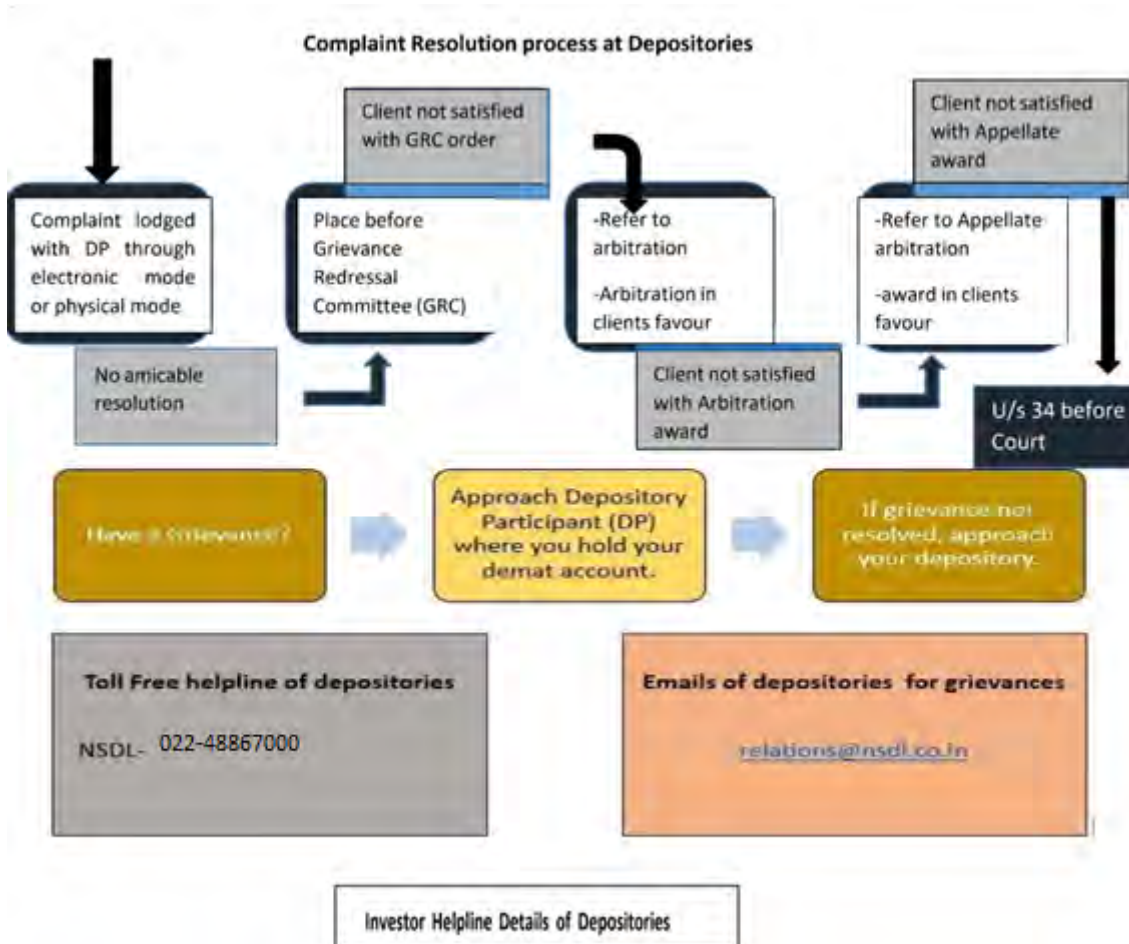 Complaint Resolution process at Depositories
Client not satisfied
with GRC order
Client not satisfied
with Appellate
award
Complaint lodged
with DP through
electronic mode
or physical mode
Place before
Grievance
Redressal
Committee (GRC)
-Refer to
arbitration
-Arbitration in
clients favour
-Refer to Appellate
arbitration
-award in clients
favour
No amicable
resolution
Client not satisfied
with Arbitration
award
U/s 34 before
Court
Have a Grievance?
Approach Depository
Participant (DP)
where you hold your
demat account.
If grievance not
resolved, approach
your depository.
Toll Free helpline of depositories
NSDL- 022-48867000
Emails of depositories for grievances
relations@nsdl.co.in
Investor Helpline Details of Depositories